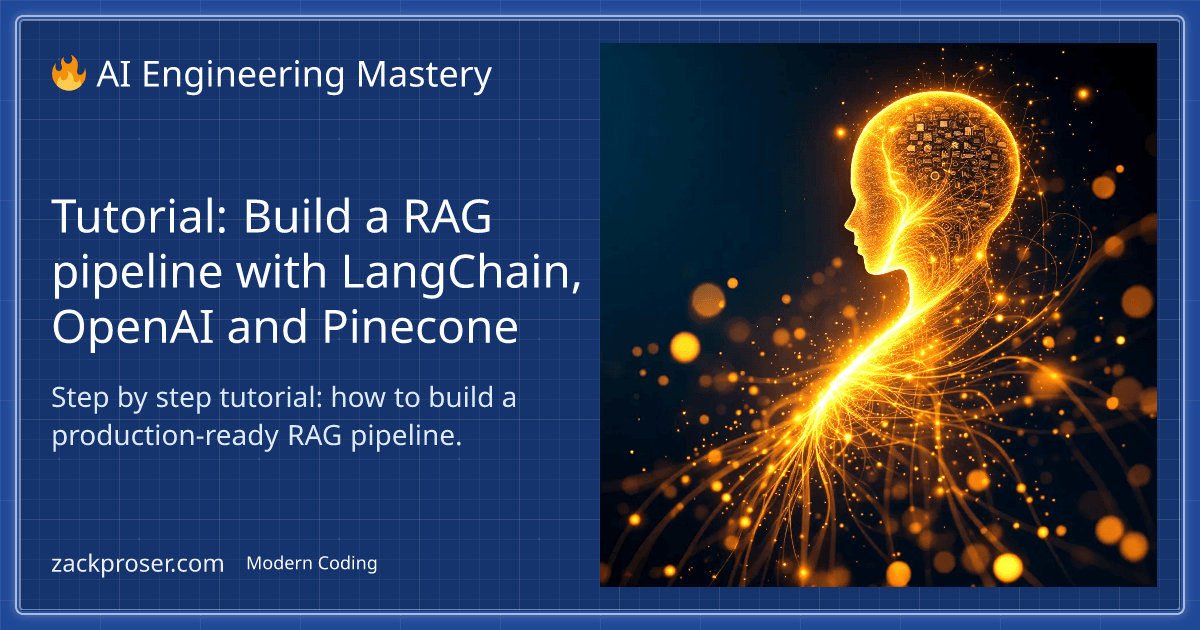 🔥 AI Engineering Mastery
Tutorial: Build a RAG
pipeline with LangChain,
OpenAI and Pinecone
Step by step tutorial: how to build a
production-ready RAG pipeline.
zackproser.com Modern Coding